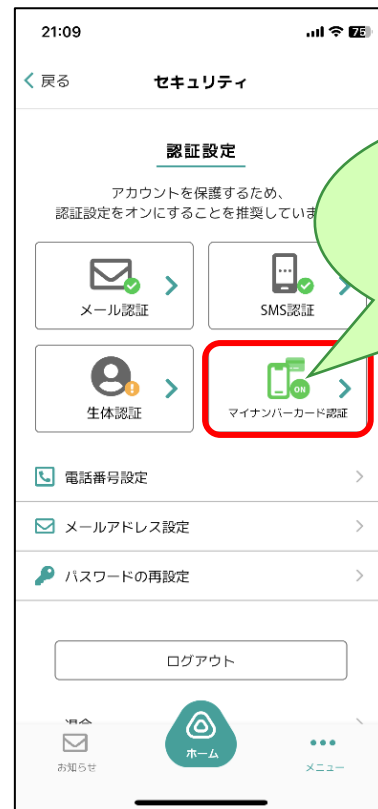 21:09
75
戻る
セキュリティ
認証設定
アカウントを保護するため、
認証設定をオンにすることを推奨していま
メール認証
SMS認証
生体認証
ON
マイナンバーカード認証
電話番号設定
メールアドレス設定
パスワードの再設定
ログアウト
ホーム
お知らせ
メニュー